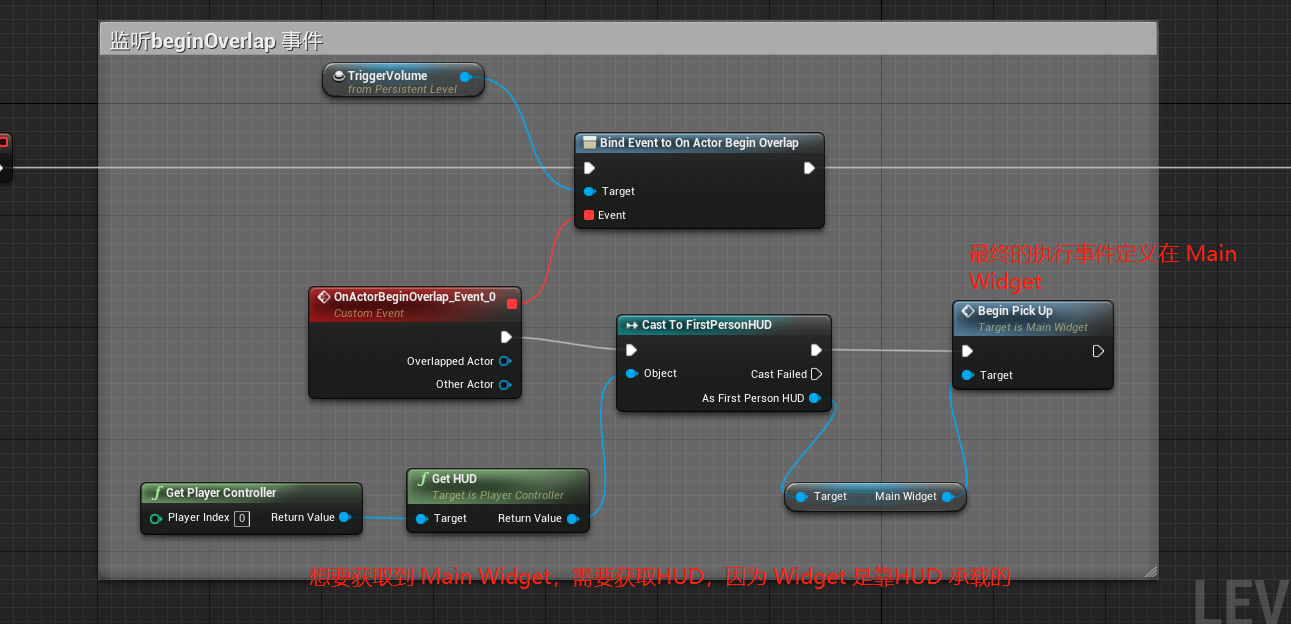 监听beginOverlap 事件
TriggerVolume
from Persistent Level
Bind Event to On Actor Begin Overlap
Target
Event
最终的执行事件定义在 Main
Widget
OnActorBeginOverlap_Event_0
Custom Event
Overlapped Actor
Other Actor
Cast To FirstPersonHUD
Object
Cast Failed
As First Person HUD
Begin Pick Up
Target is Main Widget
Target
Get Player Controller
Player Index 0 Return Value
Get HUD
Target is Player Controller
Target Return Value
Target Main Widget
想要获取到 Main Widget，需要获取HUD，因为 Widget 是靠HUD 承载的
LEV